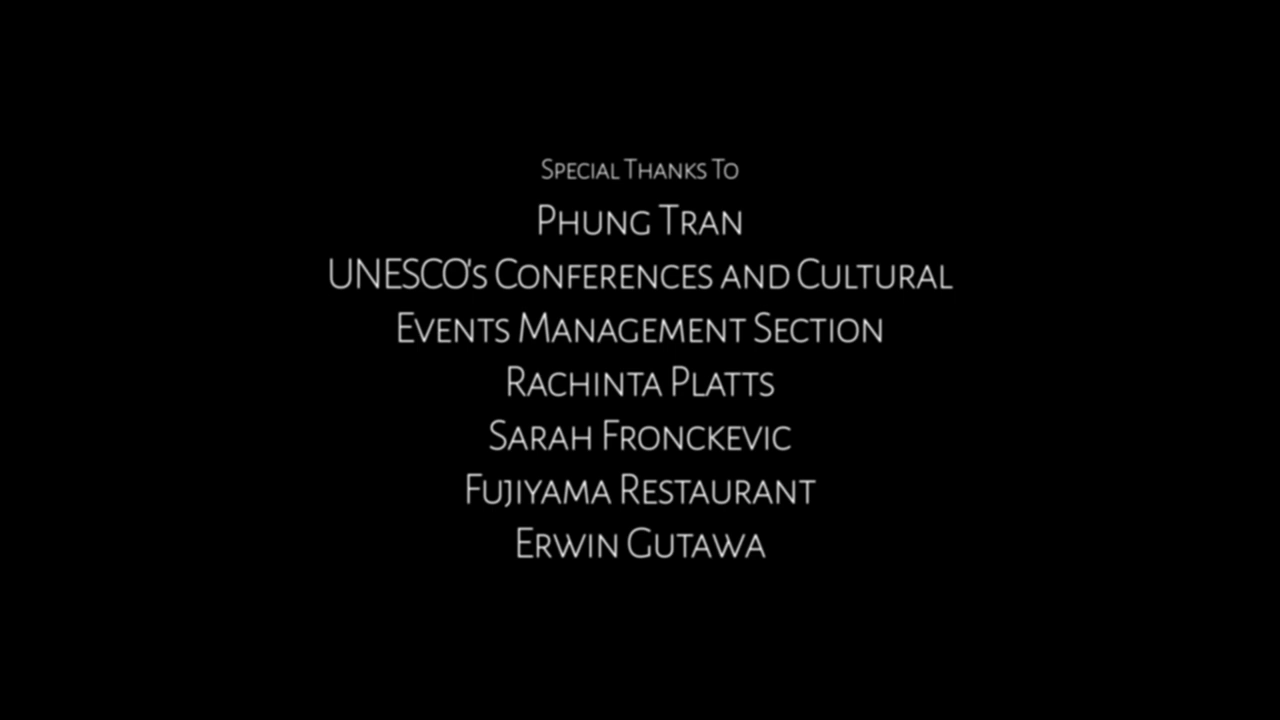 Special Thanks To
Phung Tran
UNESCO's Conferences and Cultural
Events Management Section
Rachinta Platts
Sarah Fronckevic
Fujiyama Restaurant
Erwin Gutawa